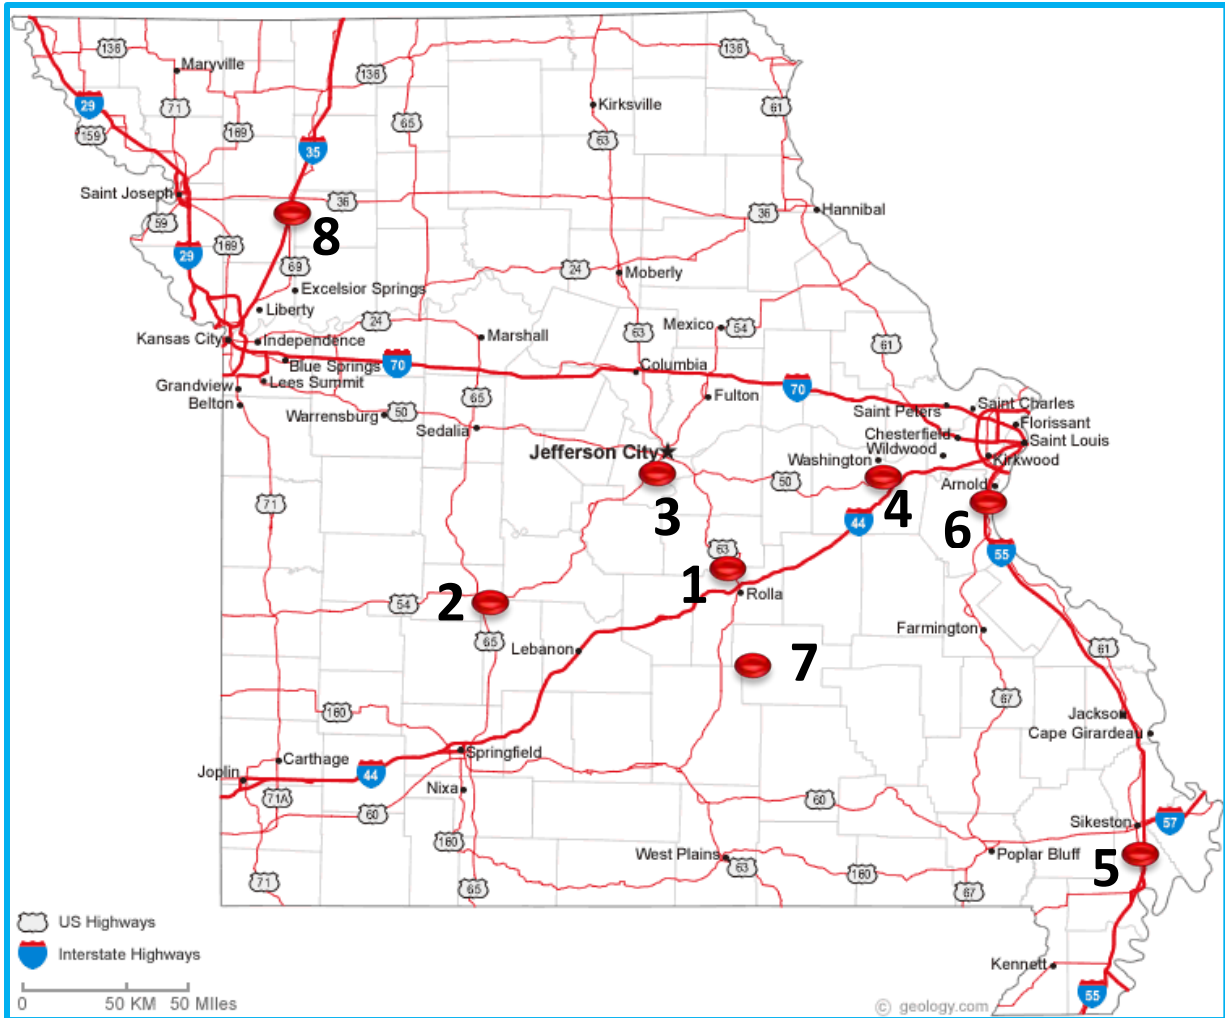 136
136
Maryville
136
29
71
Kirksville
61
159
169
65
35
63
Saint Joseph
36
59
8
36
Hannibal
169
29
69
24
Moberly
Excelsior Springs
Liberty
24
63
Mexico
54
Kansas City
Independence
Marshall
61
Blue Springs
70
Columbia
Grandview
Lees Summit
70
Belton
65
Fulton
Warrensburg
50
Saint Peters
Saint Charles
Sedalia
Florissant
Chesterfield
Saint Louis
Jefferson City
Wildwood
Washington
Kirkwood
50
Arnold
71
3
4
44
6
63
55
1
Rolla
54
2
65
Lebanon
Farmington
61
7
67
160
Jackson
Cape Girardeau
Springfield
Carthage
Joplin
44
71A
Nixa
60
60
Sikeston
57
160
West Plains
63
Poplar Bluff
5
71
65
160
67
US Highways
Interstate Highways
Kennett
55
0 50 KM 50 MIles
© geology.com